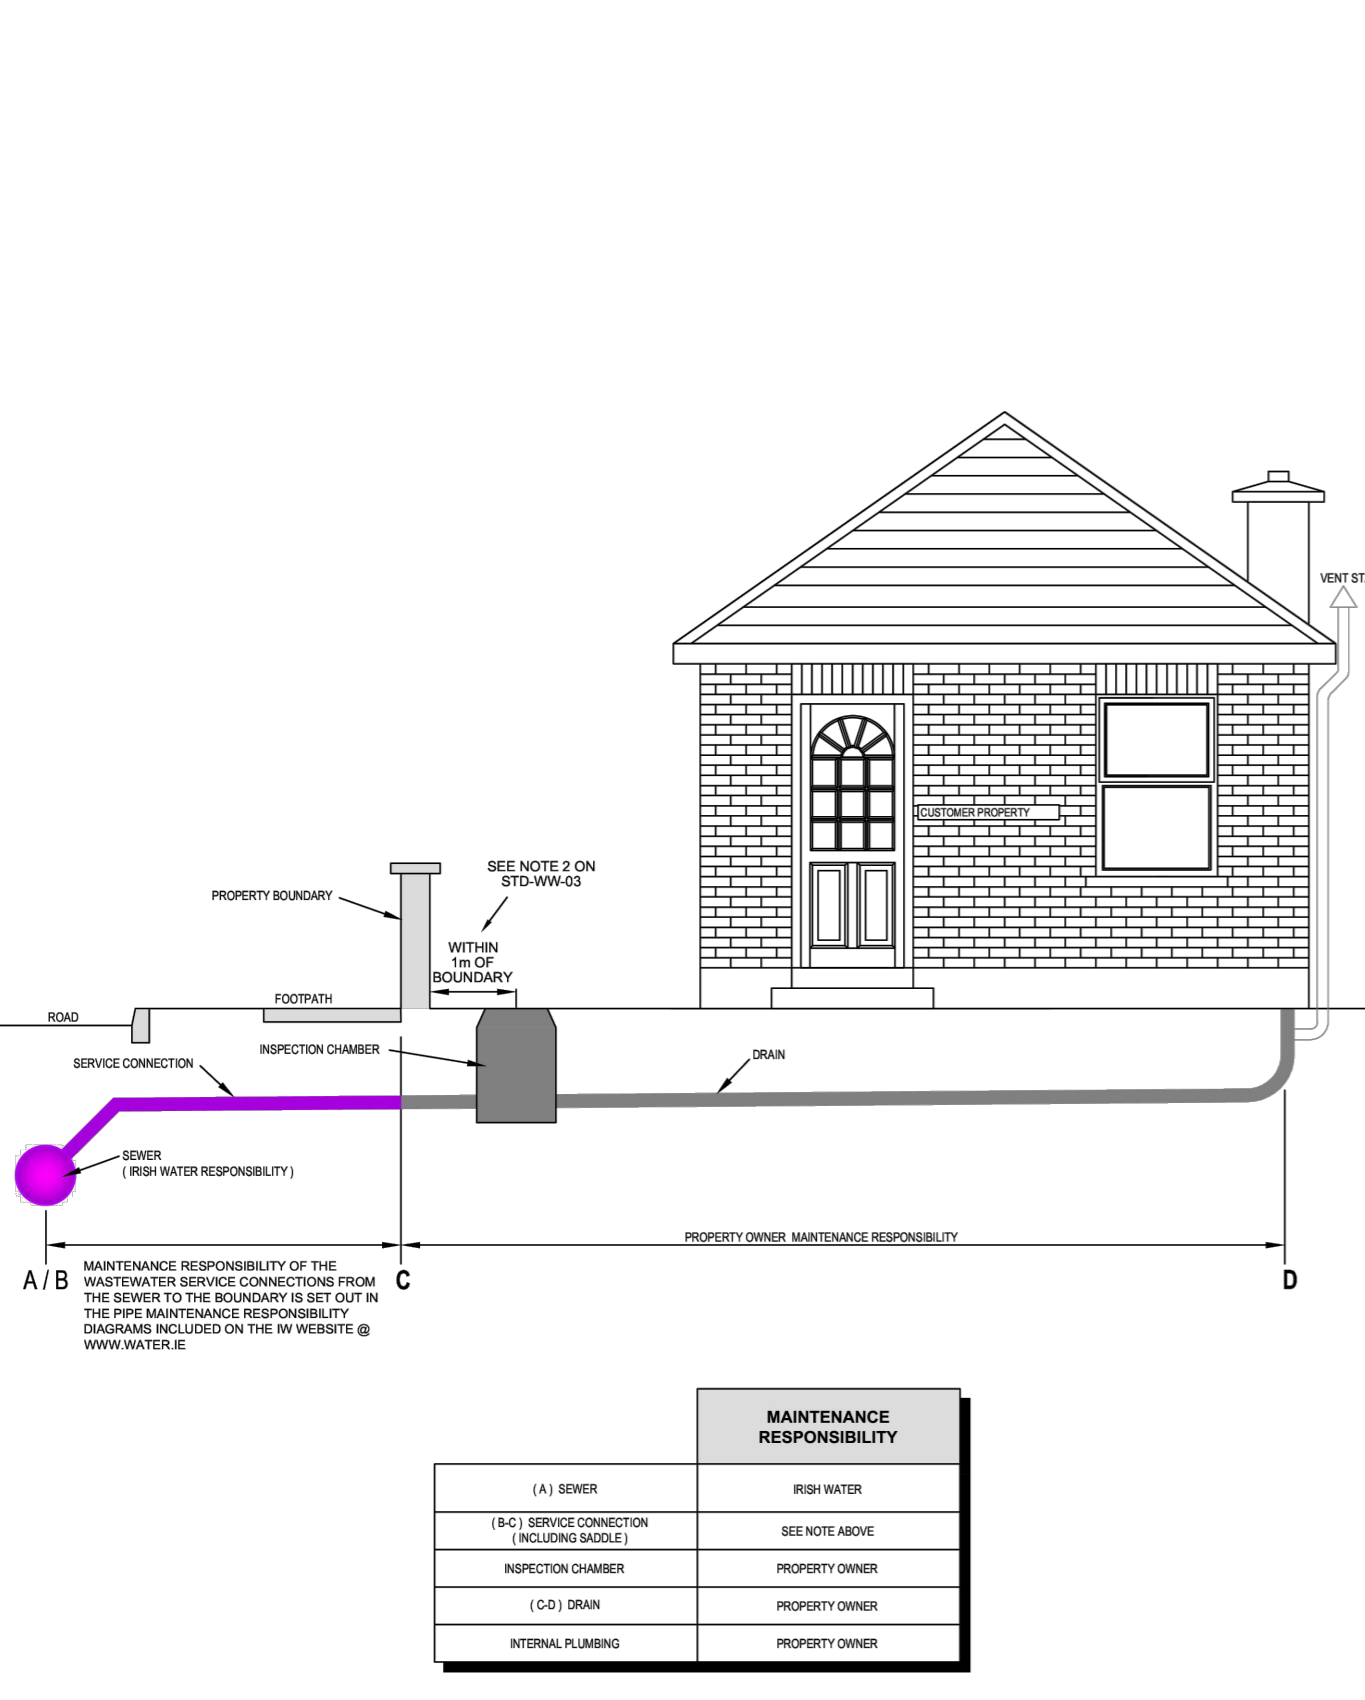 VENT
CUSTOMER PROPERTY
SEE NOTE 2 ON
STD-WW-03
PROPERTY BOUNDARY
WITHIN
1m OF
BOUNDARY
FOOTPATH
ROAD
INSPECTION CHAMBER
SERVICE CONNECTION
DRAIN
SEWER
( IRISH WATER RESPONSIBILITY )
PROPERTY OWNER MAINTENANCE RESPONSIBILITY
A / B
C
D
MAINTENANCE RESPONSIBILITY OF THE
WASTEWATER SERVICE CONNECTIONS FROM
THE SEWER TO THE BOUNDARY IS SET OUT IN
THE PIPE MAINTENANCE RESPONSIBILITY
DIAGRAMS INCLUDED ON THE IW WEBSITE @
WWW.WATER.IE
MAINTENANCE
RESPONSIBILITY
( A ) SEWER
IRISH WATER
( B-C ) SERVICE CONNECTION
( INCLUDING SADDLE )
SEE NOTE ABOVE
INSPECTION CHAMBER
PROPERTY OWNER
( C-D ) DRAIN
PROPERTY OWNER
INTERNAL PLUMBING
PROPERTY OWNER